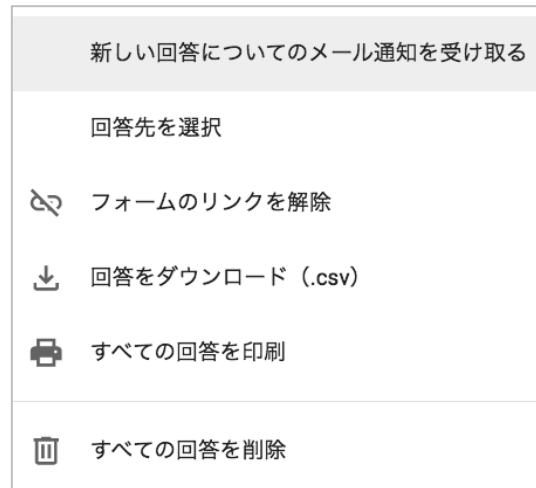 新しい回答についてのメール通知を受け取る
回答先を選択
フォームのリンクを解除
回答をダウンロード（.csv）
すべての回答を印刷
すべての回答を削除